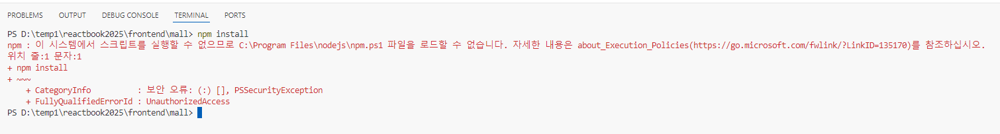 PROBLEMS OUTPUT DEBUG CONSOLE TERMINAL PORTS
PS D:\temp1\reactbook2025\frontend\mall> npm install
npm : 이 시스템에서 스크립트를 실행할 수 없으므로 C:\Program Files\nodejs\npm.ps1 파일을 로드할 수 없습니다. 자세한 내용은 about_Execution_Policies(https://go.microsoft.com/fwlink/?LinkID=135170)를 참조하십시오.
위치 줄:1 문자:1
+ npm install
+ ~~~
    + CategoryInfo          : 보안 오류: (:) [], PSSecurityException
    + FullyQualifiedErrorId : UnauthorizedAccess
PS D:\temp1\reactbook2025\frontend\mall>